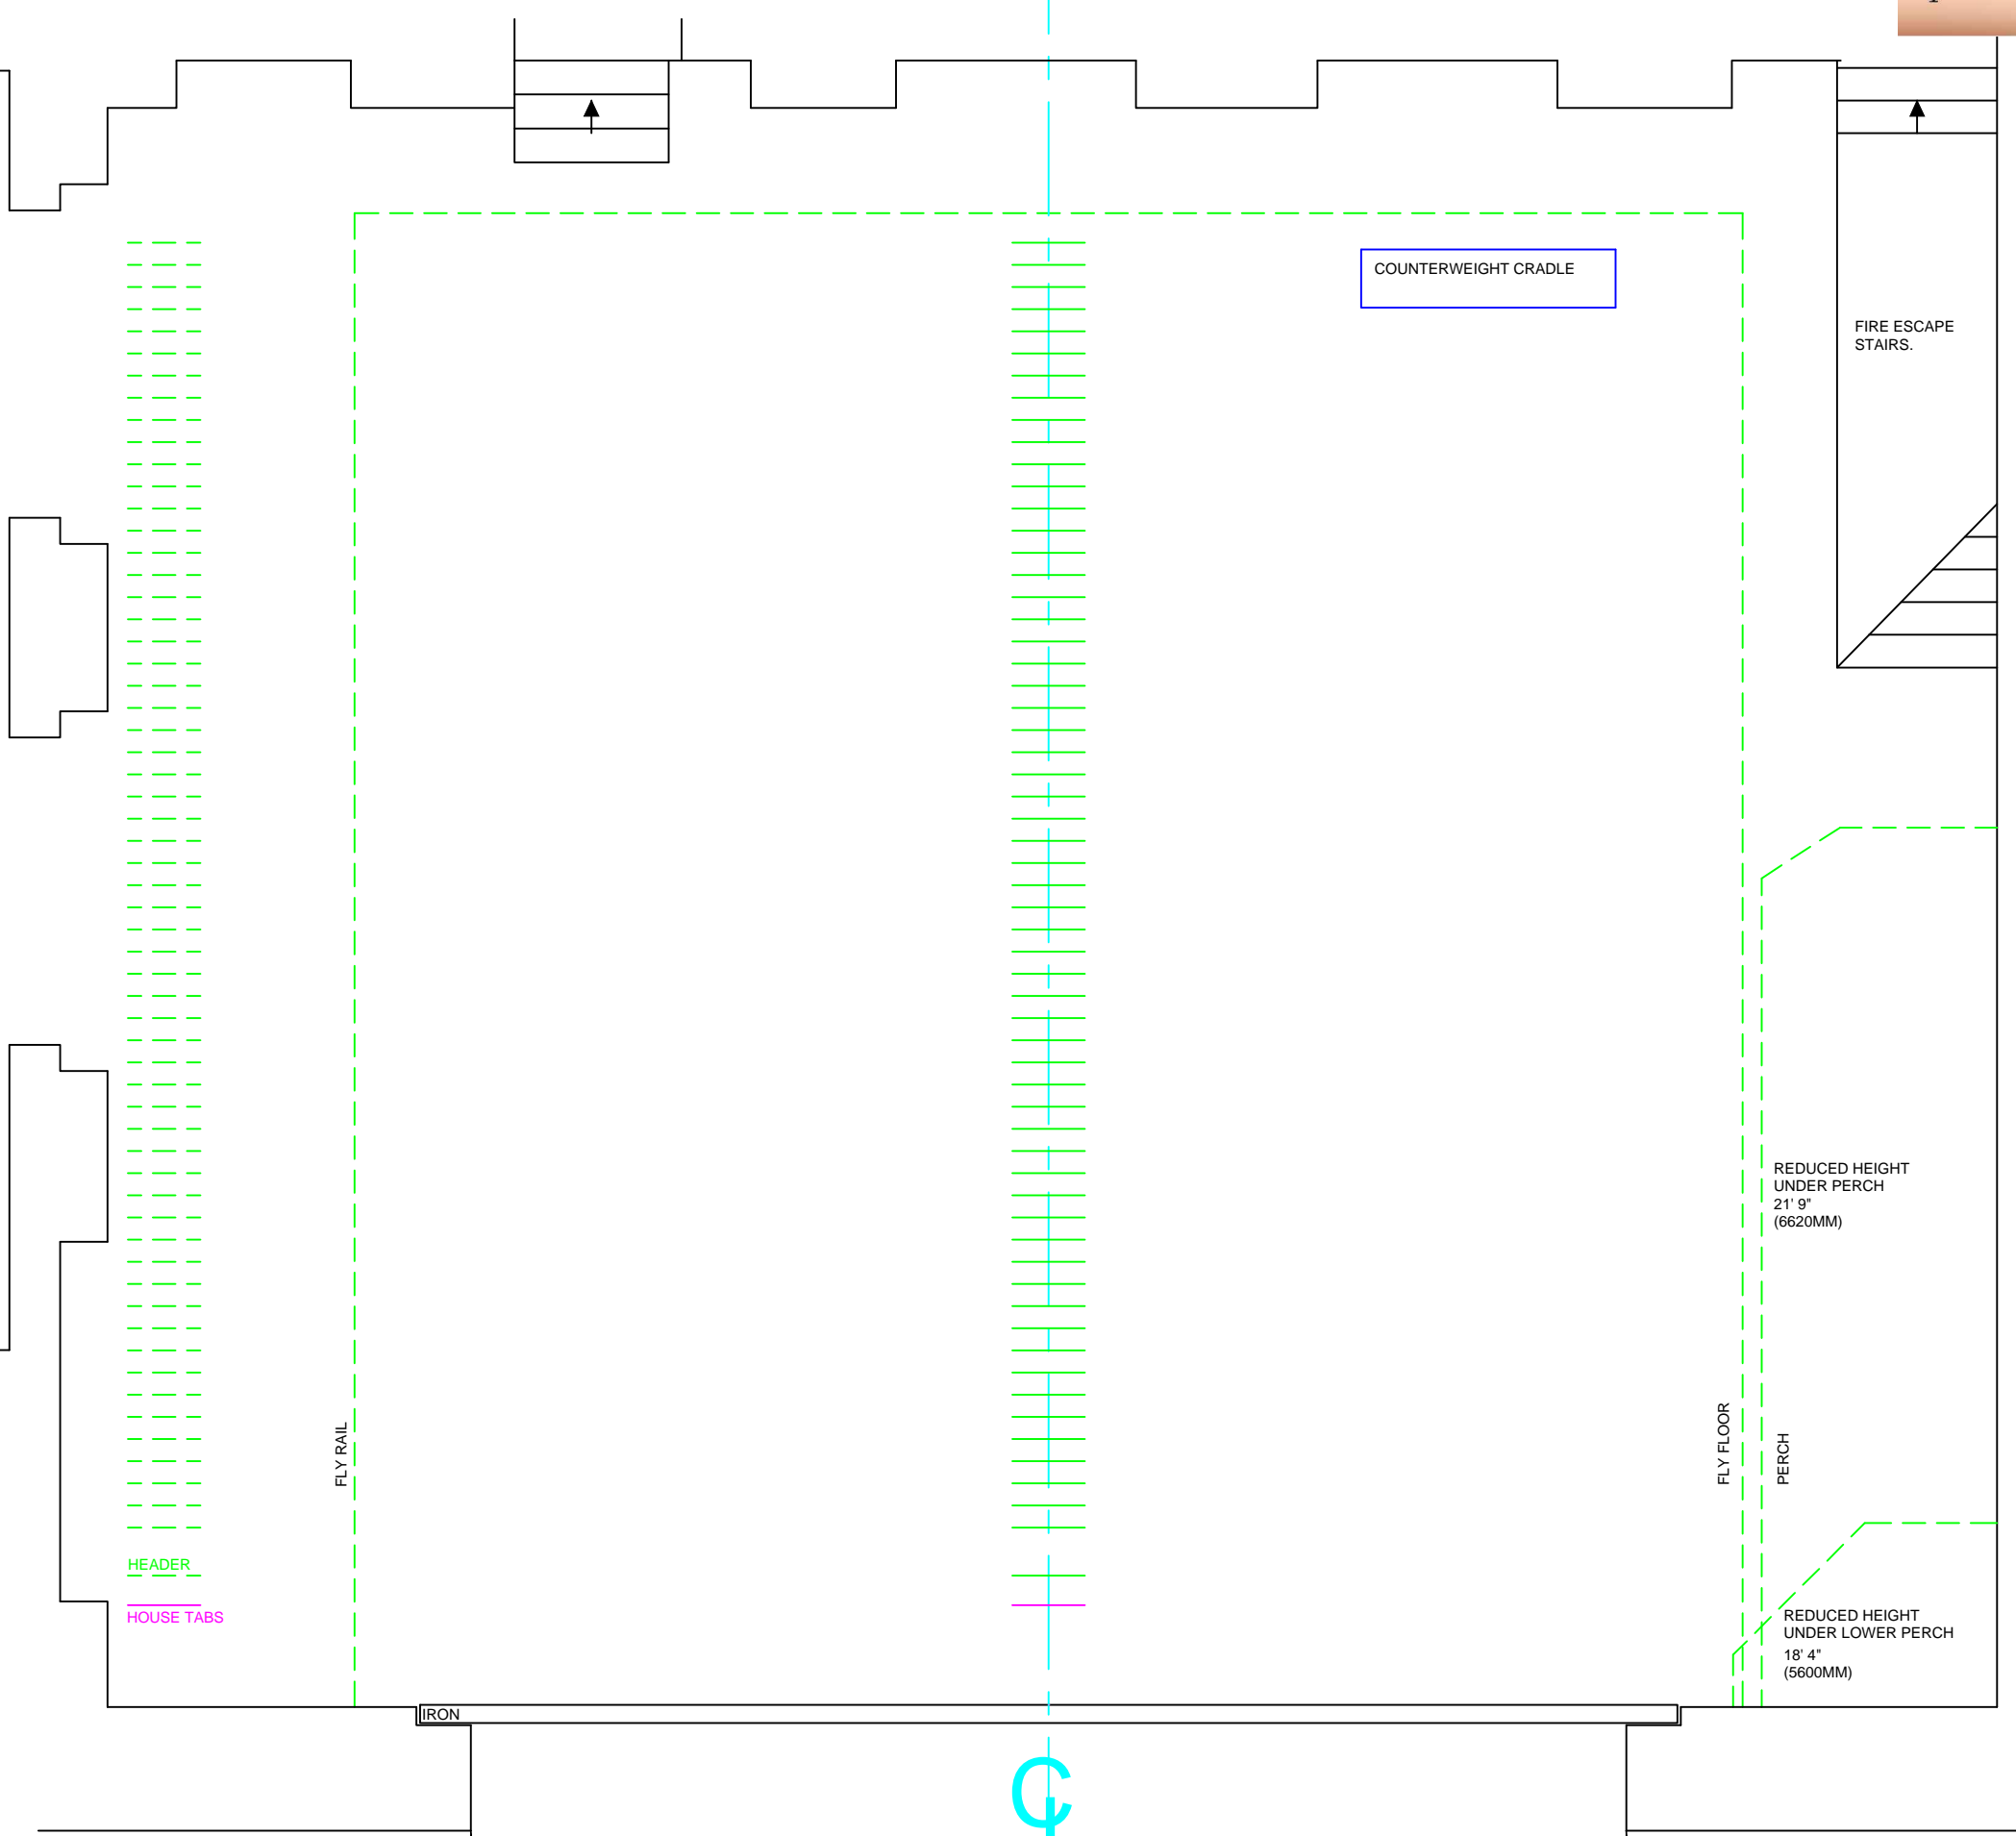 COUNTERWEIGHT CRADLE
FIRE ESCAPE
STAIRS.
REDUCED HEIGHT
UNDER PERCH
21' 9"
(6620MM)
FLY RAIL
FLY FLOOR
PERCH
HEADER
HOUSE TABS
REDUCED HEIGHT
UNDER LOWER PERCH
18' 4"
(5600MM)
IRON
℄